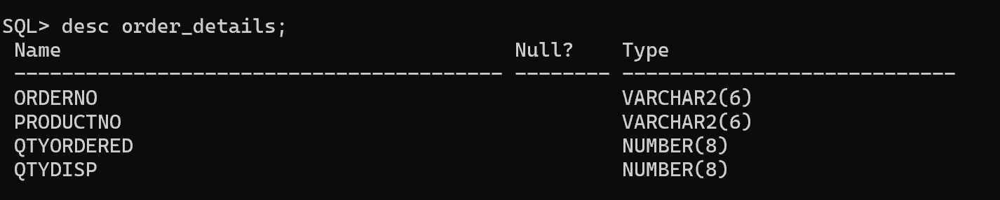 SQL> desc order_details;
Name                                      Null?    Type
----------------------------------------- -------- ----------------------------
ORDERNO                                            VARCHAR2(6)
PRODUCTNO                                          VARCHAR2(6)
QTYORDERED                                         NUMBER(8)
QTYDISP                                            NUMBER(8)